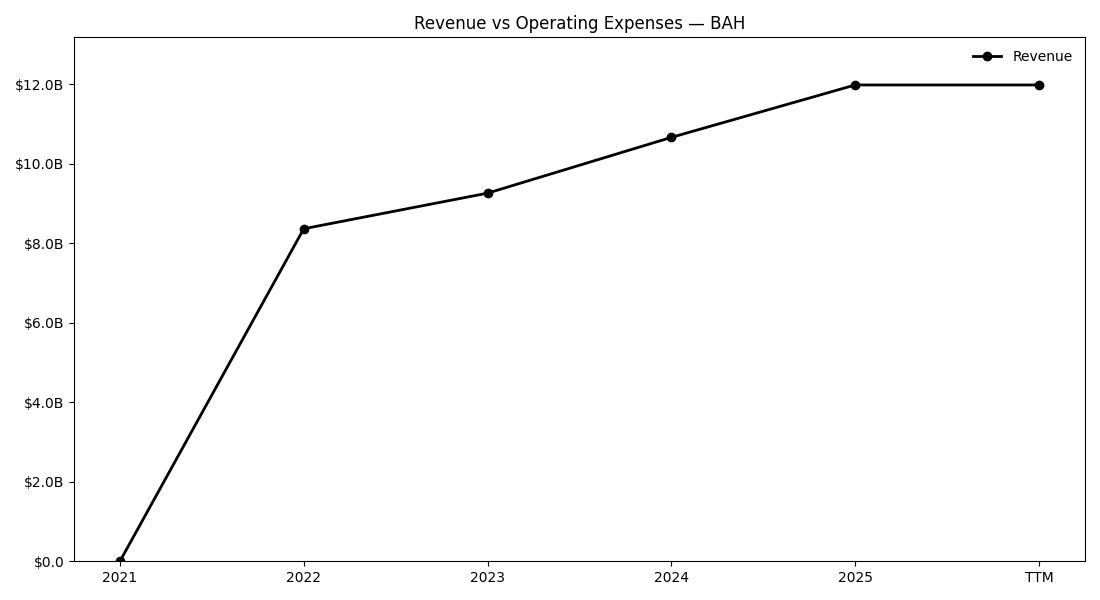 Revenue vs Operating Expenses — BAH
Revenue
$12.0B
$10.0B
$8.0B
$6.0B
$4.0B
$2.0B
$0.0
2021 2022 2023 2024 2025 TTM